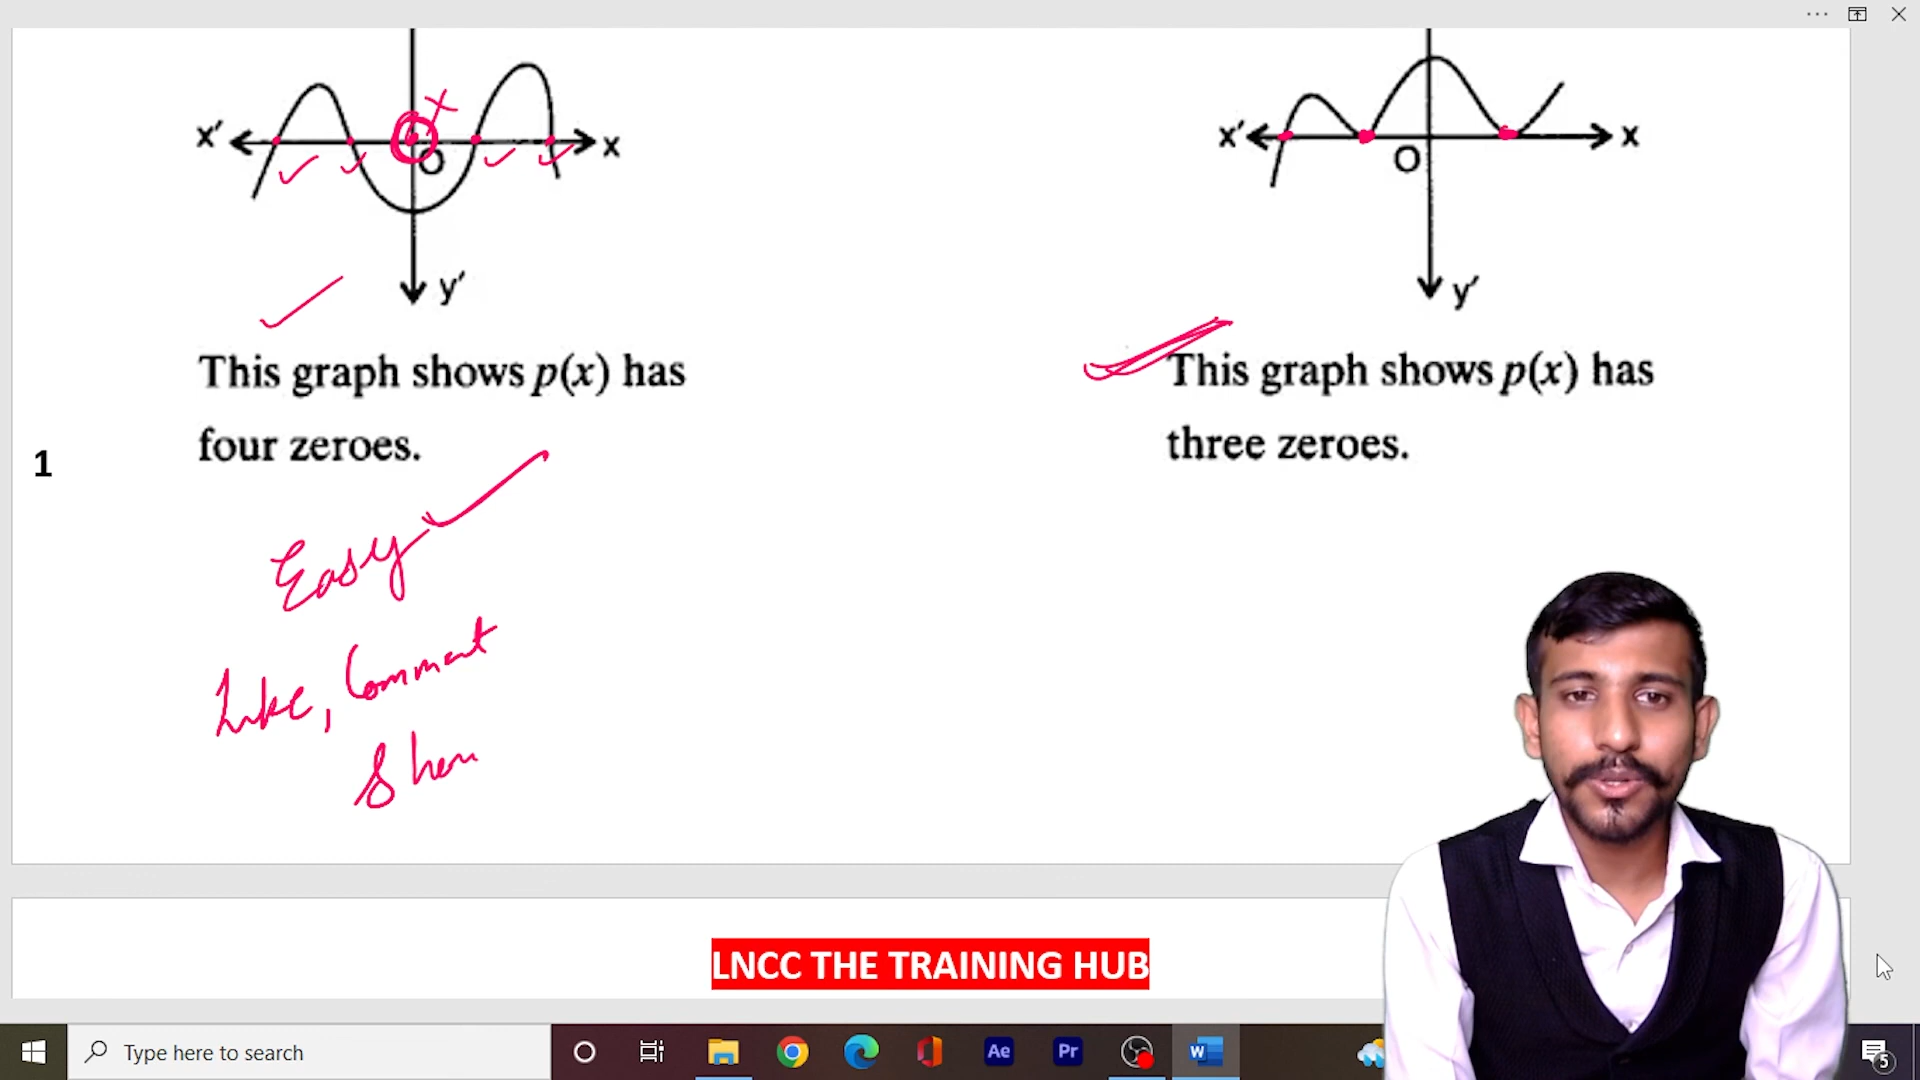 x′ O x
y′
x′ O x
y′
This graph shows p(x) has
four zeroes.
This graph shows p(x) has
three zeroes.
1
Easy
Like, Comment
LNCC THE TRAINING HUB
Type here to search
Ae
Pr
W
5